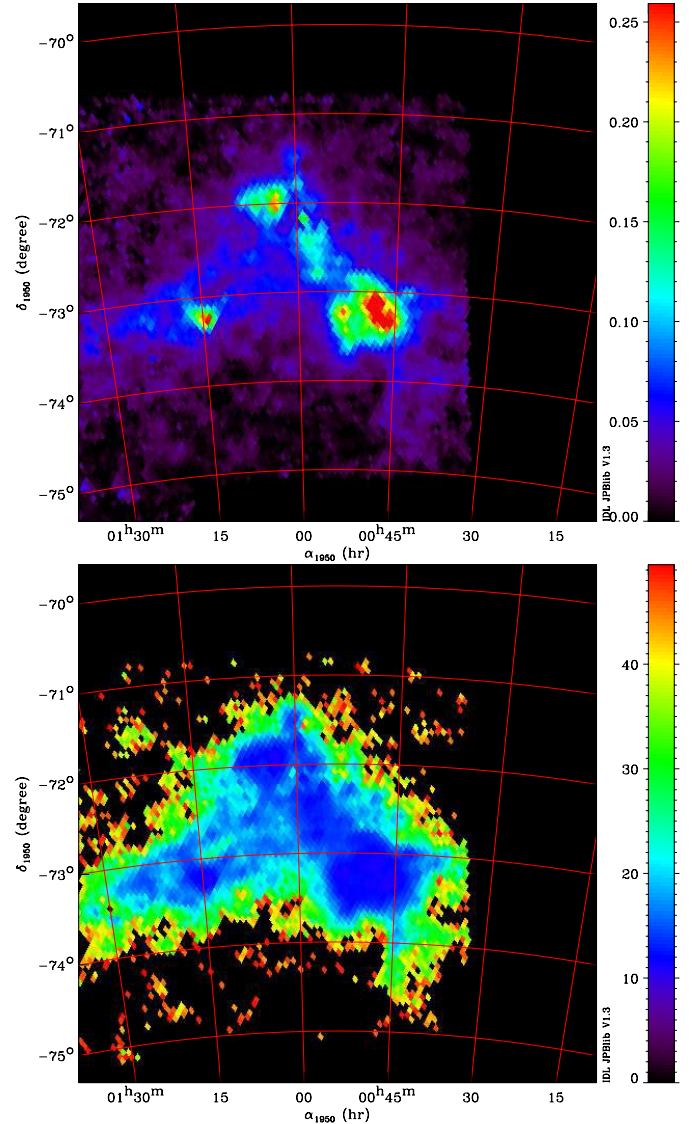 −70°
−71°
−72°
−73°
−74°
−75°
δ1950 (degree)
01h30m 15 00 00h45m 30 15
α1950 (hr)
0.25
0.20
0.15
0.10
0.05
0.00
IDL JPBlib V1.3
−70°
−71°
−72°
−73°
−74°
−75°
δ1950 (degree)
01h30m 15 00 00h45m 30 15
α1950 (hr)
40
30
20
10
0
IDL JPBlib V1.3